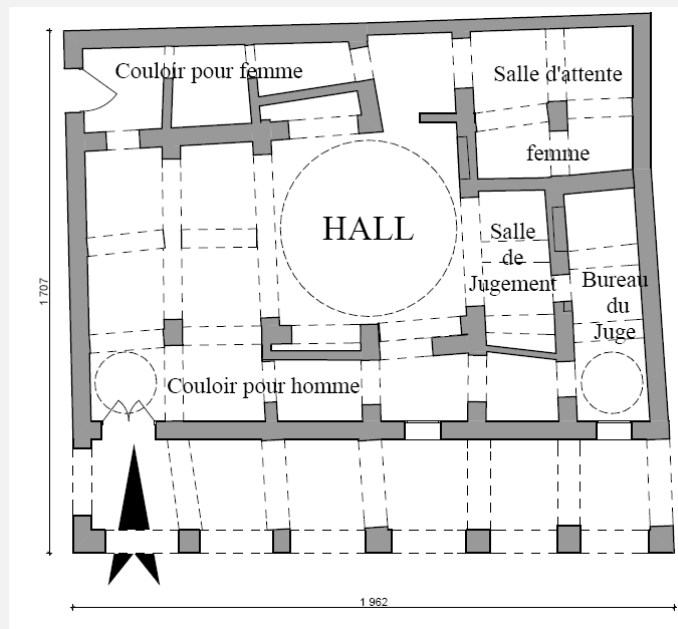 Couloir pour femme
Salle d'attente
femme
HALL
Salle
de
Jugement
Bureau
du
Juge
Couloir pour homme
1 707
1 962